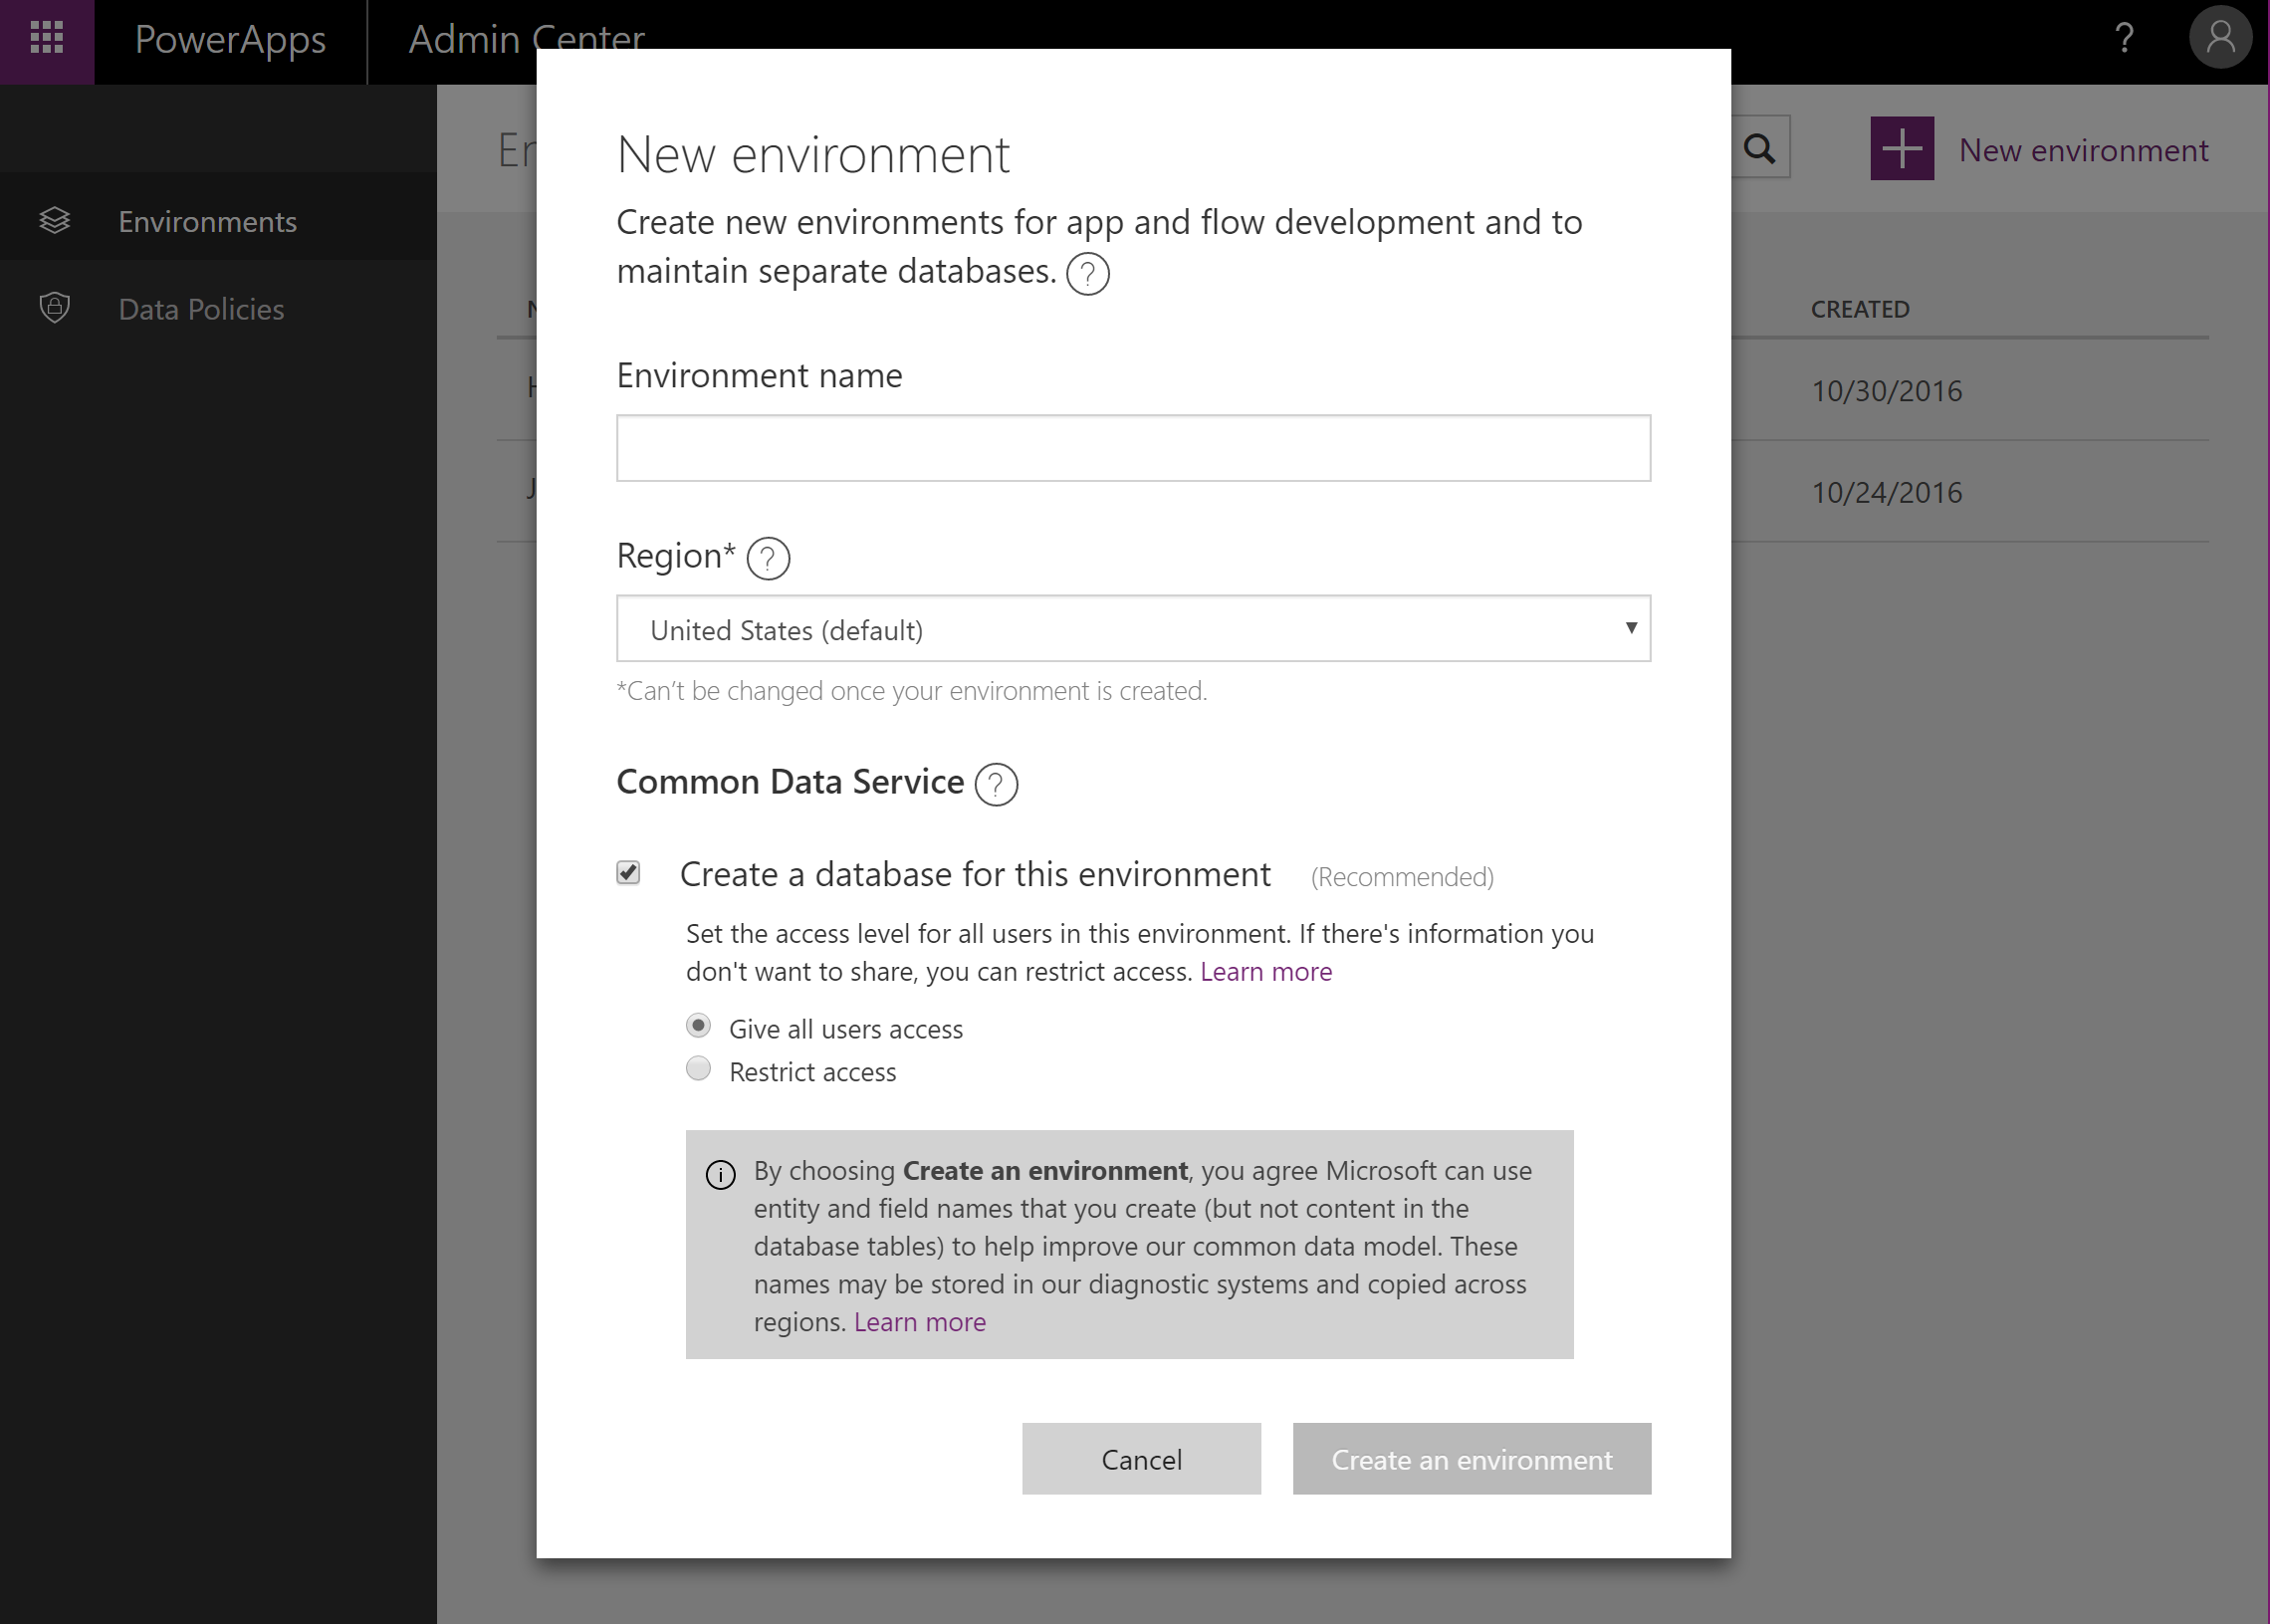 PowerApps
Admin Center
?
Environments
Data Policies
New environment
CREATED
10/30/2016
10/24/2016
New environment
Create new environments for app and flow development and to
maintain separate databases. ?
Environment name
Region* ?
United States (default)
*Can't be changed once your environment is created.
Common Data Service ?
Create a database for this environment (Recommended)
Set the access level for all users in this environment. If there's information you
don't want to share, you can restrict access. Learn more
Give all users access
Restrict access
By choosing Create an environment, you agree Microsoft can use
entity and field names that you create (but not content in the
database tables) to help improve our common data model. These
names may be stored in our diagnostic systems and copied across
regions. Learn more
Cancel
Create an environment